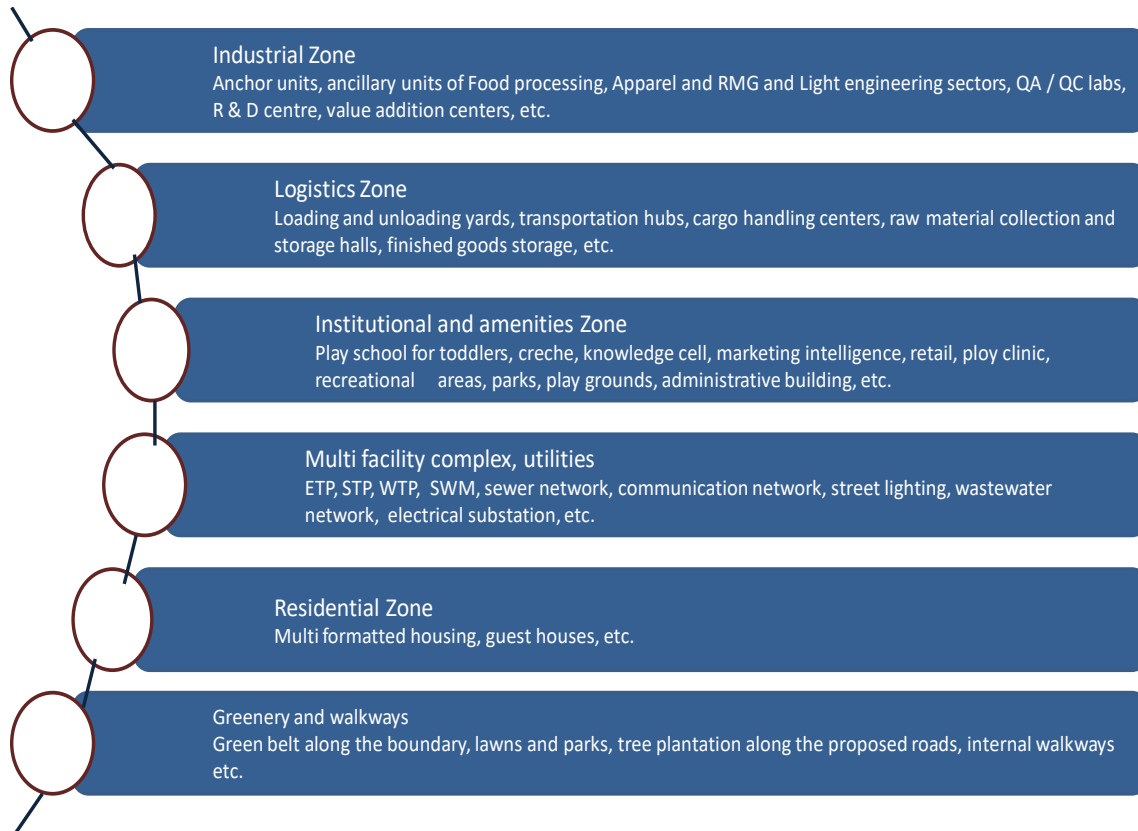 Industrial Zone
Anchor units, ancillary units of Food processing, Apparel and RMG and Light engineering sectors, QA / QC labs,
R & D centre, value addition centers, etc.
Logistics Zone
Loading and unloading yards, transportation hubs, cargo handling centers, raw material collection and
storage halls, finished goods storage, etc.
Institutional and amenities Zone
Play school for toddlers, creche, knowledge cell, marketing intelligence, retail, ploy clinic,
recreational areas, parks, play grounds, administrative building, etc.
Multi facility complex, utilities
ETP, STP, WTP, SWM, sewer network, communication network, street lighting, wastewater
network, electrical substation, etc.
Residential Zone
Multi formatted housing, guest houses, etc.
Greenery and walkways
Green belt along the boundary, lawns and parks, tree plantation along the proposed roads, internal walkways
etc.